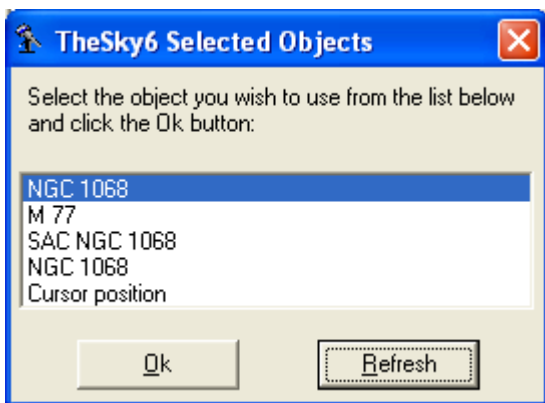 TheSky6 Selected Objects
Select the object you wish to use from the list below
and click the Ok button:
NGC 1068
M 77
SAC NGC 1068
NGC 1068
Cursor position
Ok
Refresh